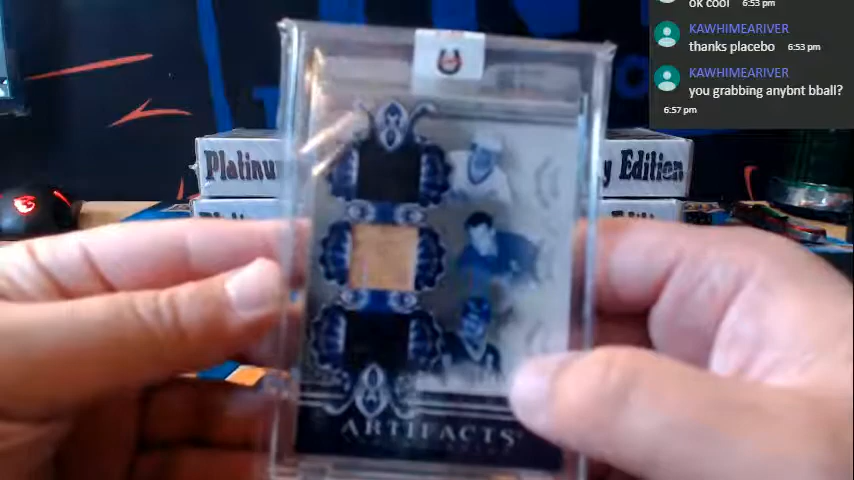 ok cool 6:53 pm
KAWHIMEARIVER
thanks placebo 6:53 pm
KAWHIMEARIVER
you grabbing anybnt bball?
6:57 pm
Platinu
y Edition
ARTIFACTS